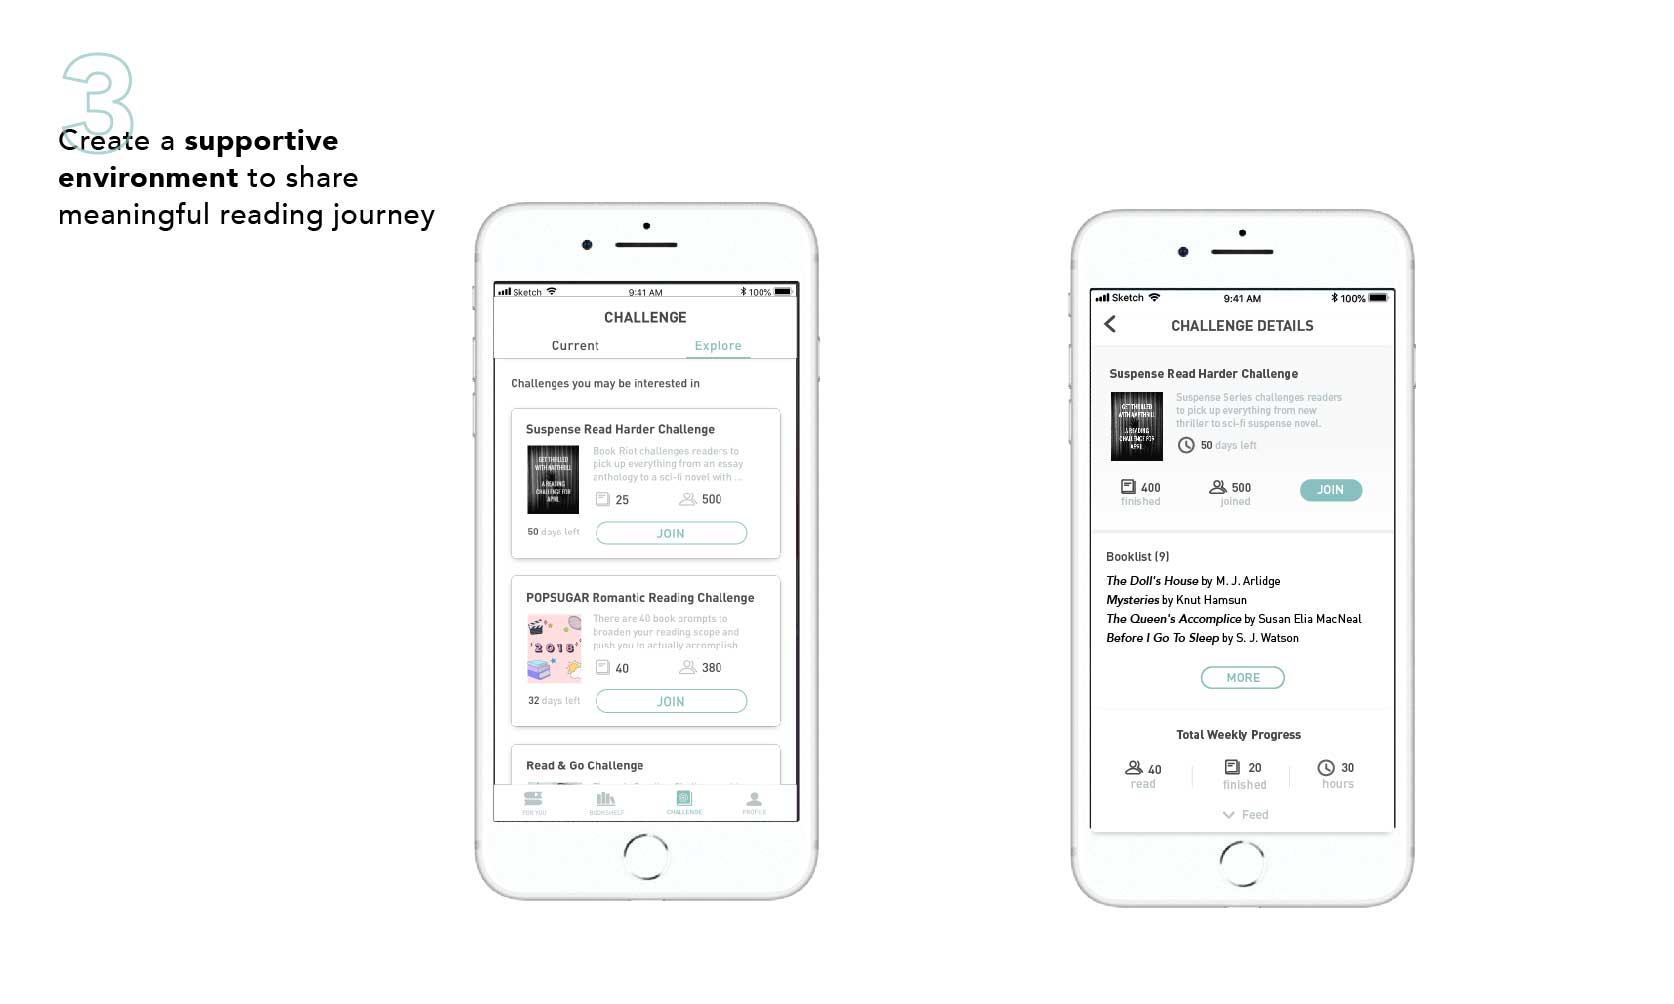 3
Create a supportive
environment to share
meaningful reading journey
Sketch 9:41 AM 100%
CHALLENGE
Current Explore
Challenges you may be interested in
Suspense Read Harder Challenge
GET THRILLED
WITH MATTHRILL
A READING
CHALLENGE FOR
APRIL
Book Riot challenges readers to
pick up everything from an essay
anthology to a sci-fi novel with ...
25 500
50 days left JOIN
POPSUGAR Romantic Reading Challenge
'2018'
There are 40 book prompts to
broaden your reading scope and
push you to actually accomplish
40 380
32 days left JOIN
Read & Go Challenge
FOR YOU BOOKSHELF CHALLENGE PROFILE
Sketch 9:41 AM 100%
CHALLENGE DETAILS
Suspense Read Harder Challenge
GET THRILLED
WITH MATTHRILL
A READING
CHALLENGE FOR
APRIL
Suspense Series challenges readers
to pick up everything from new
thriller to sci-fi suspense novel.
50 days left
400 500 JOIN
finished joined
Booklist (9)
The Doll's House by M. J. Arlidge
Mysteries by Knut Hamsun
The Queen's Accomplice by Susan Elia MacNeal
Before I Go To Sleep by S. J. Watson
MORE
Total Weekly Progress
40 20 30
read finished hours
Feed